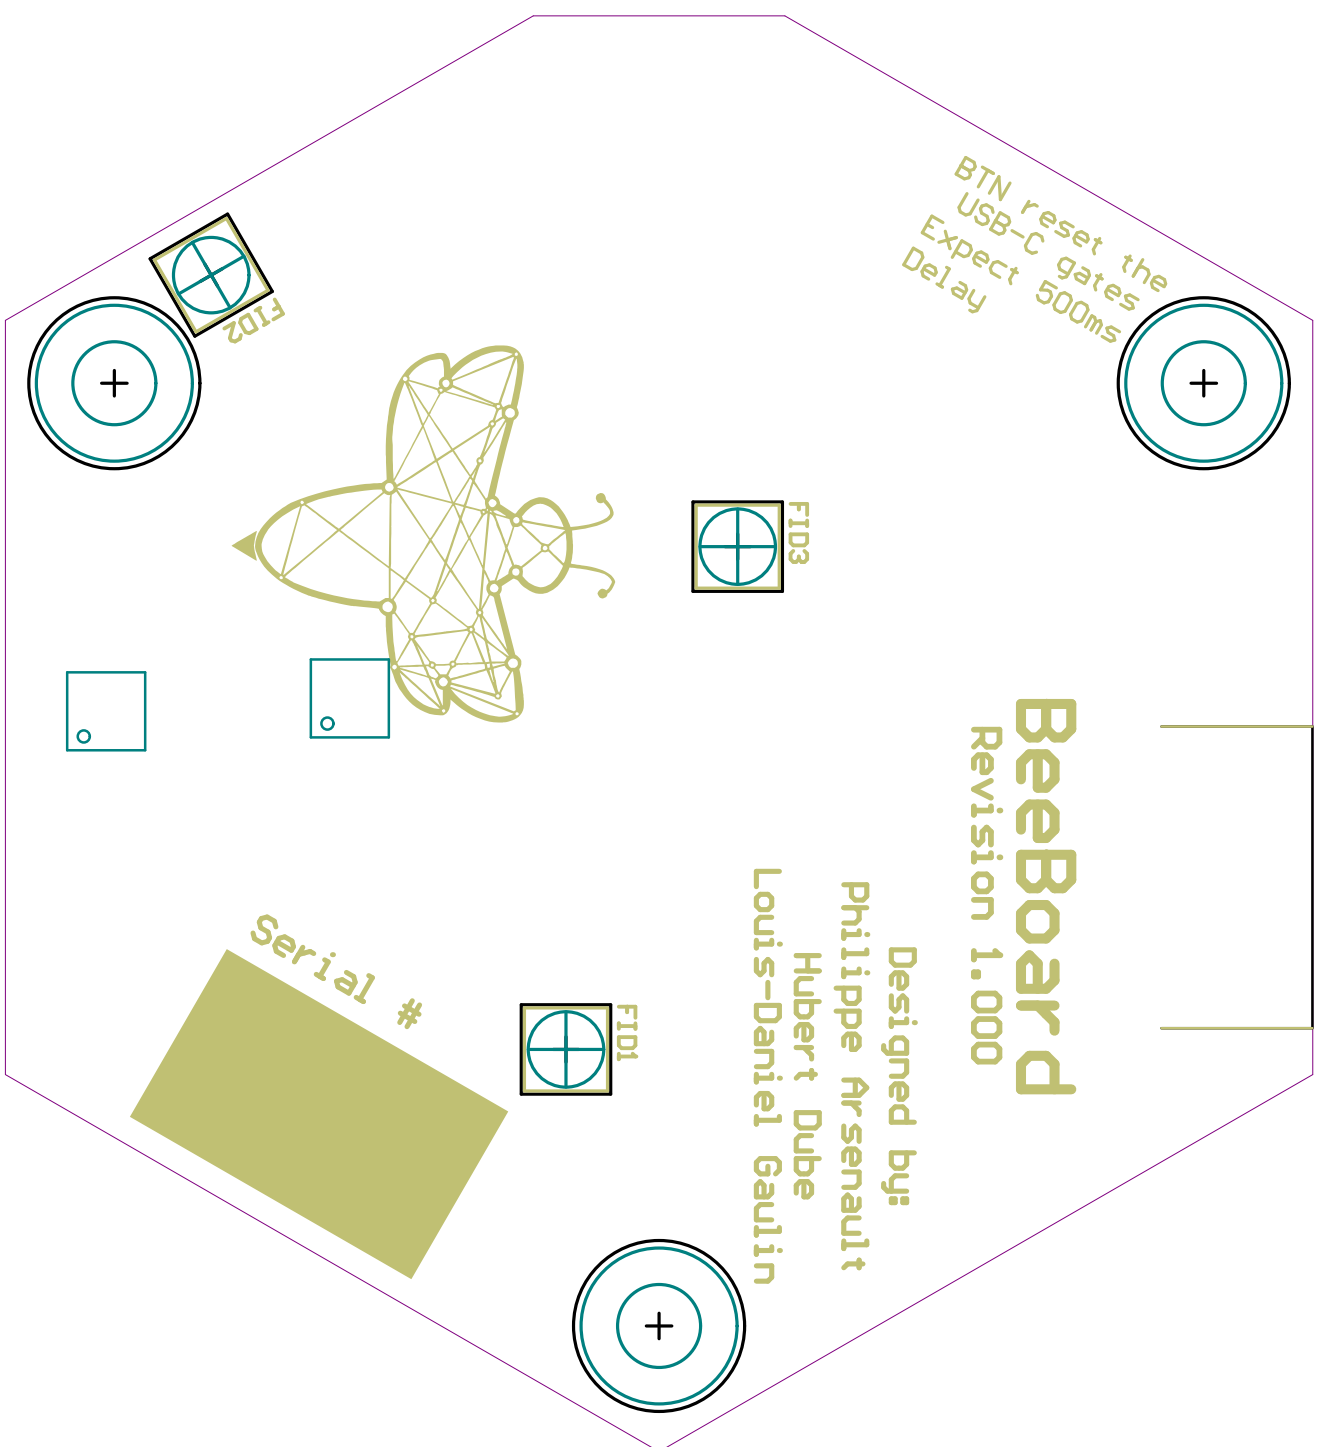 BTN reset the
USB-C gates
Expect 500ms
Delay
FID2
FID3
BeeBoard
Revision 1.000
Designed by:
Philippe Arsenault
Hubert Dube
Louis-Daniel Gaulin
Serial #
FID1